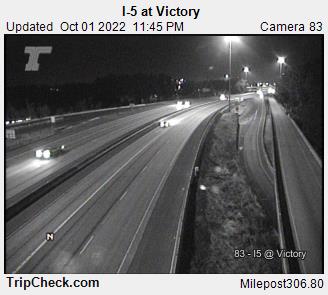 I-5 at Victory
Updated Oct 01 2022 11:45 PM Camera 83
T
N
83 - I5 @ Victory
TripCheck.com Milepost306.80